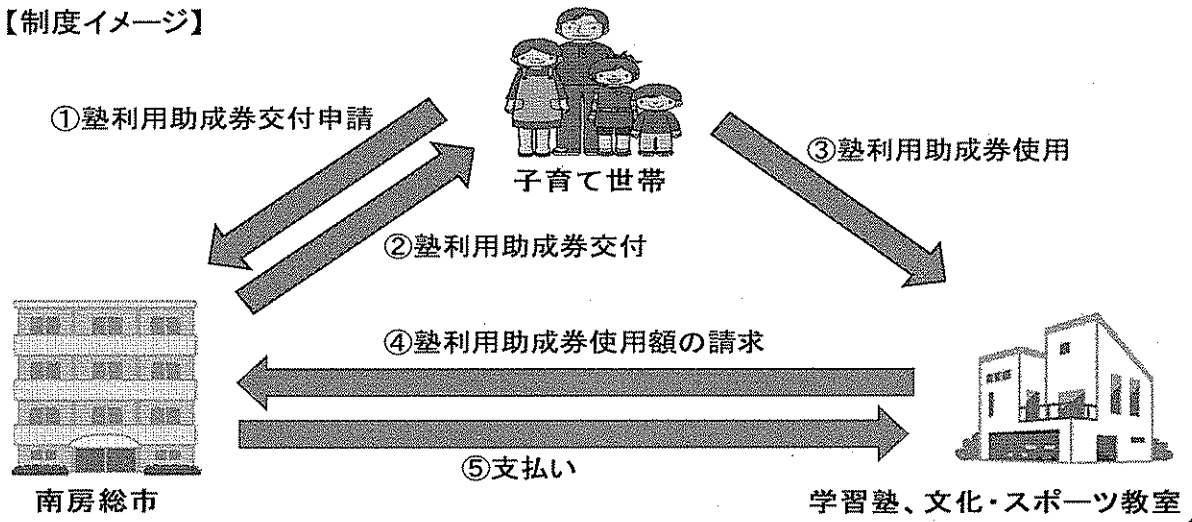 【制度イメージ】
①塾利用助成券交付申請
③塾利用助成券使用
子育て世帯
②塾利用助成券交付
④塾利用助成券使用額の請求
⑤支払い
南房総市
学習塾、文化・スポーツ教室